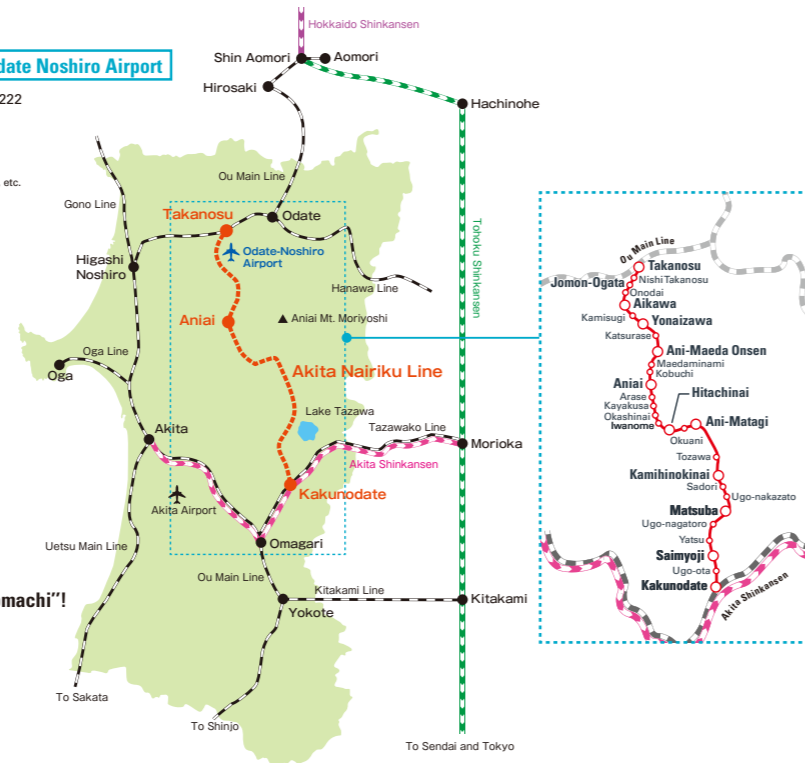 Hokkaido Shinkansen
Shin Aomori
Aomori
date Noshiro Airport
Hirosaki
222
Hachinohe
etc.
Ou Main Line
Gono Line
Takanosu
Odate
Odate-Noshiro
Airport
Higashi
Noshiro
Hanawa Line
Tohoku Shinkansen
Aniai
Aniai Mt. Moriyoshi
Oga Line
Oga
Akita Nairiku Line
Lake Tazawa
Akita
Tazawako Line
Morioka
Akita Shinkansen
Kakunodate
Akita Airport
Uetsu Main Line
Omagari
Ou Main Line
Kitakami Line
omachi"!
Yokote
Kitakami
To Sakata
To Shinjo
To Sendai and Tokyo
Ou Main Line
Takanosu
Jomon-Ogata
Nishi Takanosu
Onodai
Aikawa
Kamisugi
Yonaizawa
Katsurase
Ani-Maeda Onsen
Maedaminami
Kobuchi
Aniai
Hitachinai
Arase
Kayakusa
Okashinai
Iwanome
Ani-Matagi
Okuani
Tozawa
Kamihinokinai
Sadori
Ugo-nakazato
Matsuba
Ugo-nagatoro
Yatsu
Saimyoji
Ugo-ota
Kakunodate
Akita Shinkansen